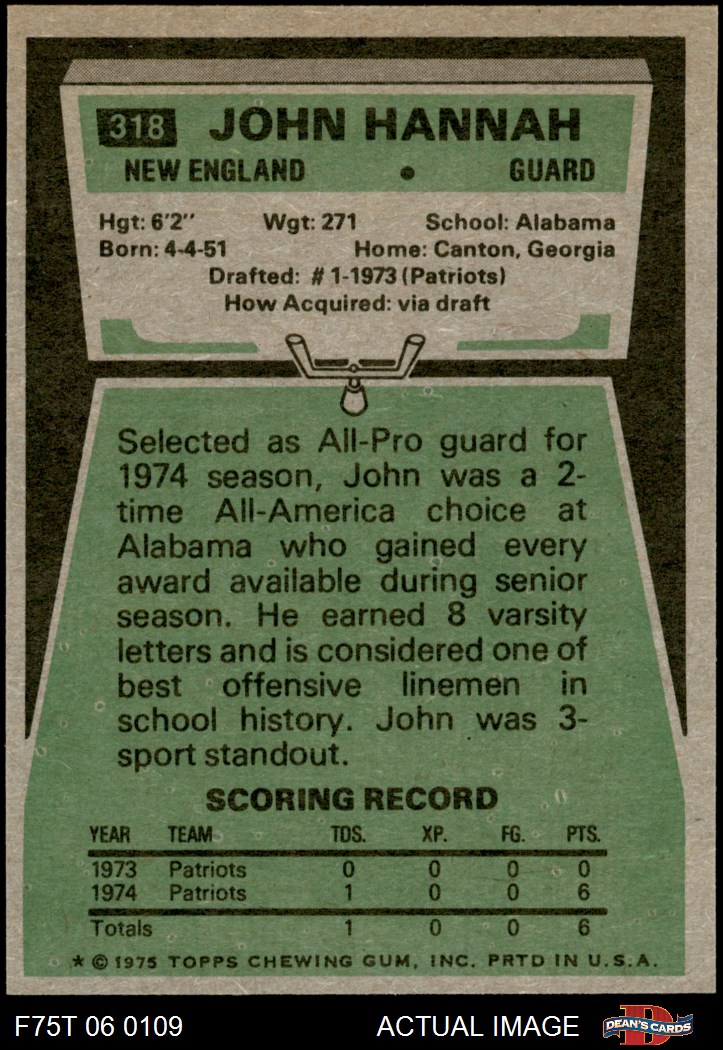 318 JOHN HANNAH
NEW ENGLAND • GUARD
Hgt: 6'2" Wgt: 271 School: Alabama
Born: 4-4-51 Home: Canton, Georgia
Drafted: #1-1973 (Patriots)
How Acquired: via draft
Selected as All-Pro guard for
1974 season, John was a 2-
time All-America choice at
Alabama who gained every
award available during senior
season. He earned 8 varsity
letters and is considered one of
best offensive linemen in
school history. John was 3-
sport standout.
SCORING RECORD
YEAR TEAM TDS. XP. FG. PTS.
1973 Patriots 0 0 0 0
1974 Patriots 1 0 0 6
Totals 1 0 0 6
* © 1975 TOPPS CHEWING GUM, INC. PRTD IN U.S.A.
F75T 06 0109 ACTUAL IMAGE D DEAN'S CARDS